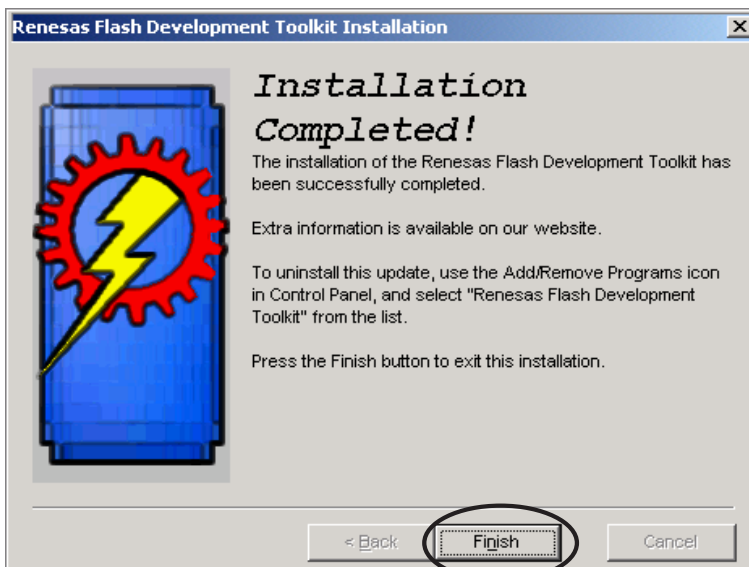 Renesas Flash Development Toolkit Installation
Installation
Completed!
The installation of the Renesas Flash Development Toolkit has
been successfully completed.
Extra information is available on our website.
To uninstall this update, use the Add/Remove Programs icon
in Control Panel, and select "Renesas Flash Development
Toolkit" from the list.
Press the Finish button to exit this installation.
< Back Finish Cancel